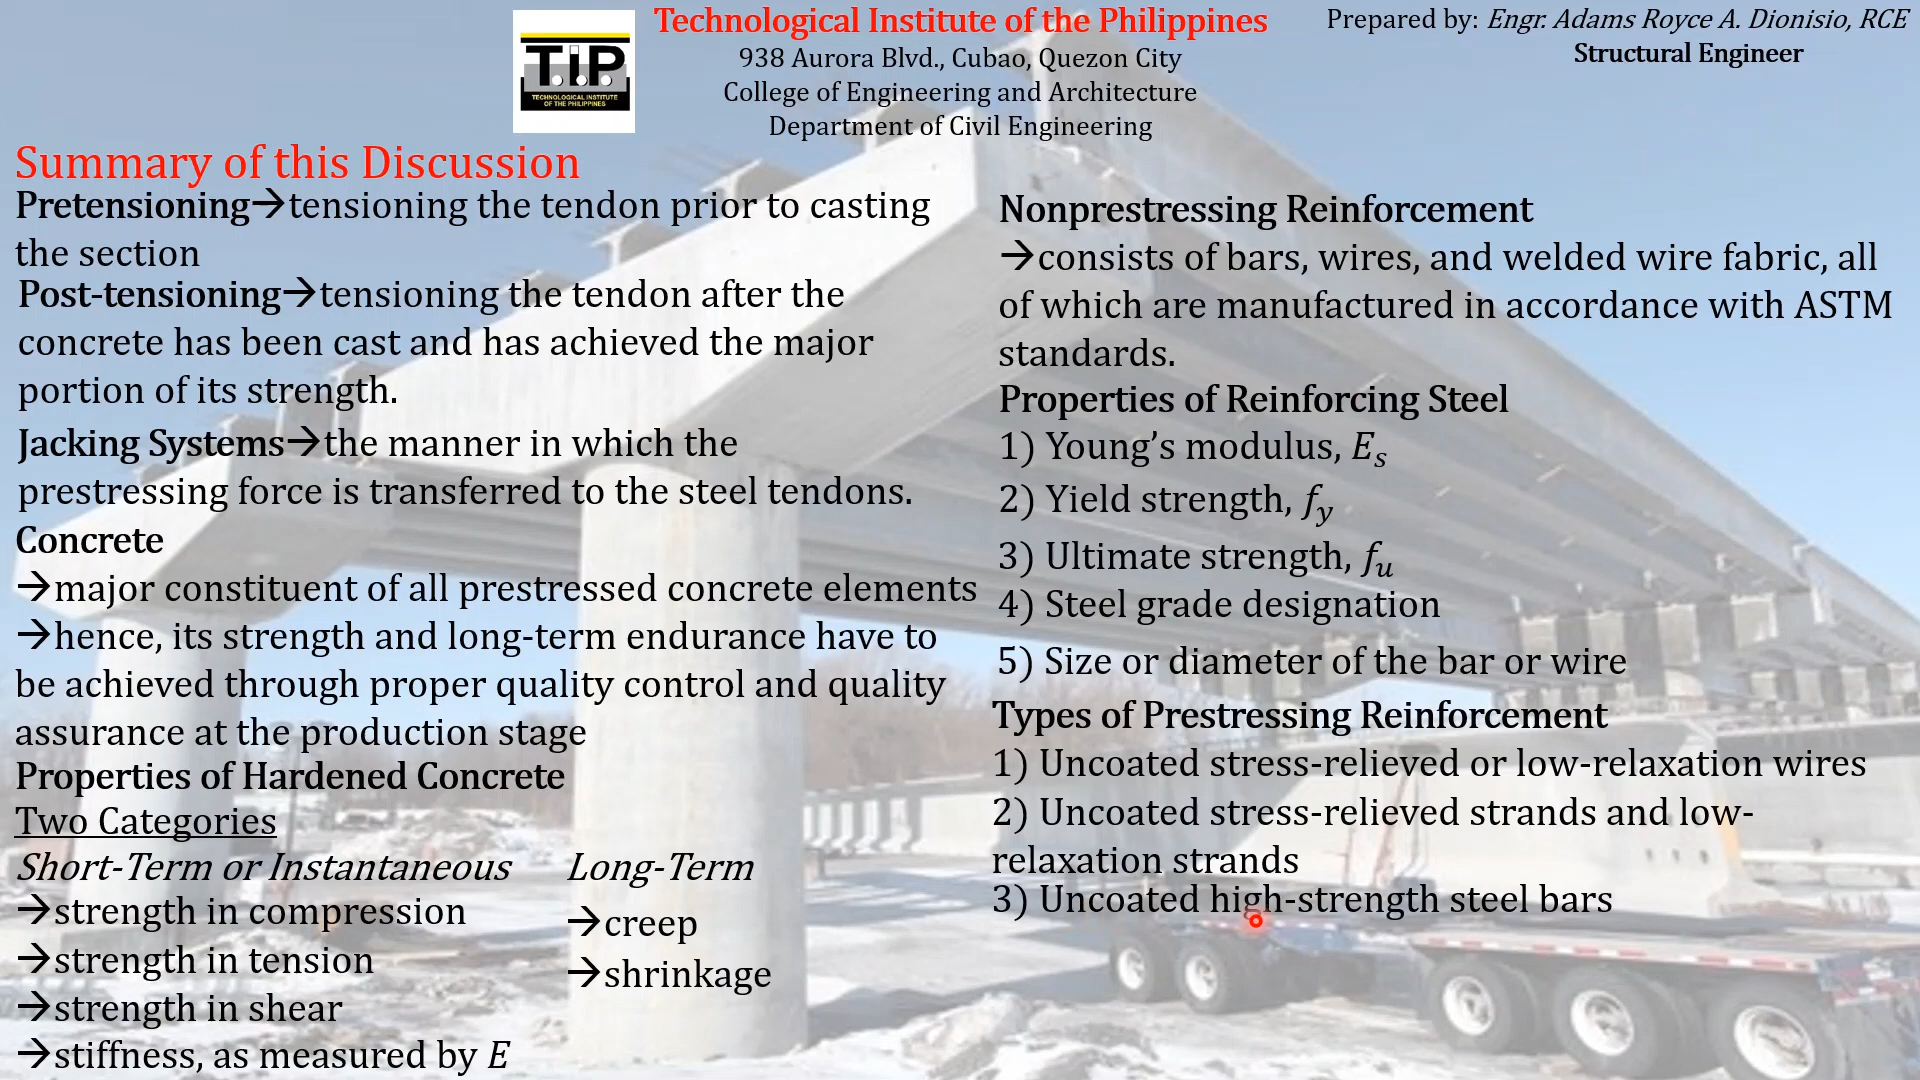 T.I.P
TECHNOLOGICAL INSTITUTE
OF THE PHILIPPINES
Technological Institute of the Philippines
938 Aurora Blvd., Cubao, Quezon City
College of Engineering and Architecture
Department of Civil Engineering
Prepared by: Engr. Adams Royce A. Dionisio, RCE
Structural Engineer
Summary of this Discussion
Pretensioning→tensioning the tendon prior to casting
the section
Post-tensioning→tensioning the tendon after the
concrete has been cast and has achieved the major
portion of its strength.
Jacking Systems→the manner in which the
prestressing force is transferred to the steel tendons.
Concrete
→major constituent of all prestressed concrete elements
→hence, its strength and long-term endurance have to
be achieved through proper quality control and quality
assurance at the production stage
Properties of Hardened Concrete
Two Categories
Short-Term or Instantaneous
→strength in compression
→strength in tension
→strength in shear
→stiffness, as measured by E
Long-Term
→creep
→shrinkage
Nonprestressing Reinforcement
→consists of bars, wires, and welded wire fabric, all
of which are manufactured in accordance with ASTM
standards.
Properties of Reinforcing Steel
1) Young’s modulus, Eₛ
2) Yield strength, f_y
3) Ultimate strength, fᵤ
4) Steel grade designation
5) Size or diameter of the bar or wire
Types of Prestressing Reinforcement
1) Uncoated stress-relieved or low-relaxation wires
2) Uncoated stress-relieved strands and low-
relaxation strands
3) Uncoated high-strength steel bars